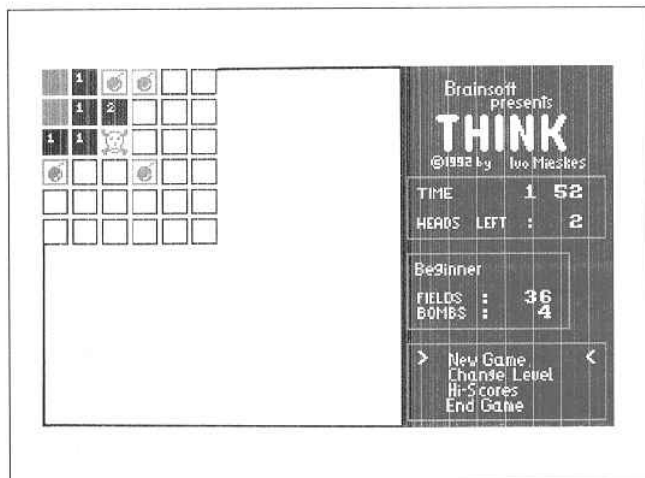 1
1 2
1 1
Brainsoft
presents
THINK
©1992 by Ivo Mieskes
TIME 1 52
HEADS LEFT : 2
Beginner
FIELDS : 36
BOMBS : 4
> New Game <
Change Level
Hi-Scores
End Game